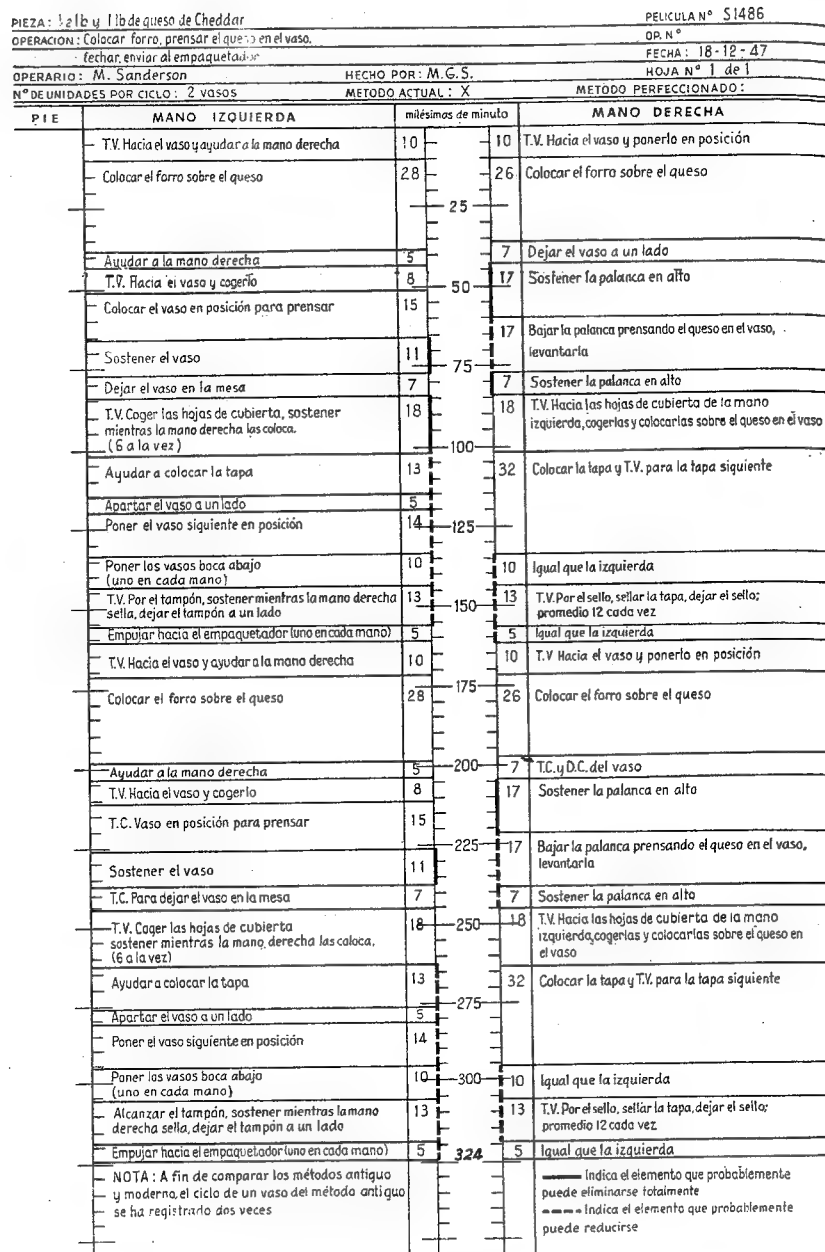 PIEZA: 1/2 lb y 1 lb de queso de Cheddar
PELICULA Nº S1486
OPERACION: Colocar forro, prensar el queso en el vaso,
OP. Nº
fechar, enviar al empaquetador
FECHA: 18-12-47
OPERARIO: M. Sanderson HECHO POR: M.G.S. HOJA Nº 1 de 1
Nº DE UNIDADES POR CICLO: 2 vasos METODO ACTUAL: X METODO PERFECCIONADO:
PIE MANO IZQUIERDA milésimas de minuto MANO DERECHA
T.V. Hacia el vaso y ayudar a la mano derecha 10 10 T.V. Hacia el vaso y ponerlo en posición
Colocar el forro sobre el queso 28 26 Colocar el forro sobre el queso
25
Ayudar a la mano derecha 5 7 Dejar el vaso a un lado
T.V. Hacia el vaso y cogerlo 8 17 Sostener la palanca en alto
50
Colocar el vaso en posición para prensar 15
17 Bajar la palanca prensando el queso en el vaso,
levantarla
Sostener el vaso 11
75
Dejar el vaso en la mesa 7 7 Sostener la palanca en alto
T.V. Coger las hojas de cubierta, sostener 18 18 T.V. Hacia las hojas de cubierta de la mano
mientras la mano derecha las coloca. izquierda, cogerlas y colocarlas sobre el queso en el vaso
(6 a la vez)
100
Ayudar a colocar la tapa 13 32 Colocar la tapa y T.V. para la tapa siguiente
Apartar el vaso a un lado 5
Poner el vaso siguiente en posición 14 125
Poner los vasos boca abajo 10 10 Igual que la izquierda
(uno en cada mano)
T.V. Por el tampón, sostener mientras la mano derecha 13 13 T.V. Por el sello, sellar la tapa, dejar el sello;
sella, dejar el tampón a un lado 150 promedio 12 cada vez
Empujar hacia el empaquetador (uno en cada mano) 5 5 Igual que la izquierda
T.V. Hacia el vaso y ayudar a la mano derecha 10 10 T.V Hacia el vaso y ponerlo en posición
175
Colocar el forro sobre el queso 28 26 Colocar el forro sobre el queso
Ayudar a la mano derecha 5 200 7 T.C. y D.C. del vaso
T.V. Hacia el vaso y cogerlo 8 17 Sostener la palanca en alto
T.C. Vaso en posición para prensar 15
225 17 Bajar la palanca prensando el queso en el vaso,
levantarla
Sostener el vaso 11
T.C. Para dejar el vaso en la mesa 7 7 Sostener la palanca en alto
T.V. Coger las hojas de cubierta 18 250 18 T.V. Hacia las hojas de cubierta de la mano
sostener mientras la mano derecha las coloca. izquierda, cogerlas y colocarlas sobre el queso en
(6 a la vez) el vaso
Ayudar a colocar la tapa 13 32 Colocar la tapa y T.V. para la tapa siguiente
275
Apartar el vaso a un lado 5
Poner el vaso siguiente en posición 14
Poner los vasos boca abajo 10 300 10 Igual que la izquierda
(uno en cada mano)
Alcanzar el tampón, sostener mientras la mano 13 13 T.V. Por el sello, sellar la tapa, dejar el sello;
derecha sella, dejar el tampón a un lado promedio 12 cada vez
Empujar hacia el empaquetador (uno en cada mano) 5 324 5 Igual que la izquierda
NOTA: A fin de comparar los métodos antiguo
y moderno, el ciclo de un vaso del método antiguo
se ha registrado dos veces
Indica el elemento que probablemente
puede eliminarse totalmente
Indica el elemento que probablemente
puede reducirse